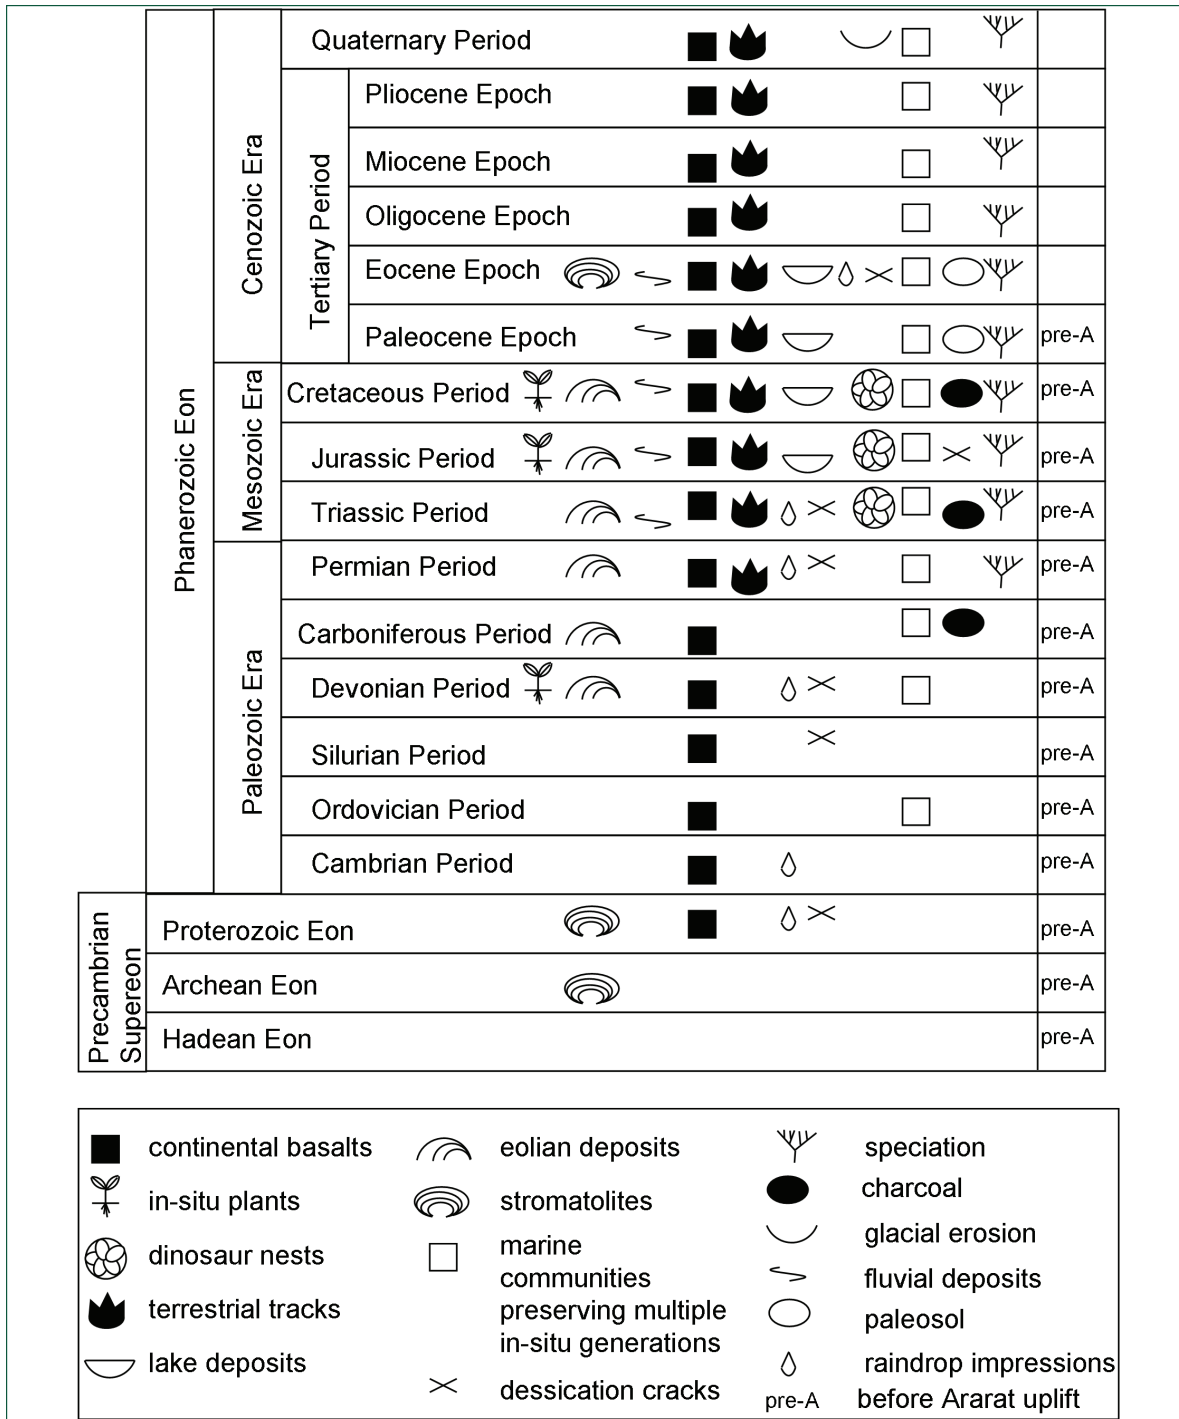 Quaternary Period
Pliocene Epoch
Miocene Epoch
Oligocene Epoch
Eocene Epoch
Paleocene Epoch pre-A
Cretaceous Period pre-A
Jurassic Period pre-A
Triassic Period pre-A
Permian Period pre-A
Carboniferous Period pre-A
Devonian Period pre-A
Silurian Period pre-A
Ordovician Period pre-A
Cambrian Period pre-A
Proterozoic Eon pre-A
Archean Eon pre-A
Hadean Eon pre-A
Tertiary Period
Cenozoic Era
Mesozoic Era
Paleozoic Era
Phanerozoic Eon
Precambrian
Supereon
continental basalts
in-situ plants
dinosaur nests
terrestrial tracks
lake deposits
eolian deposits
stromatolites
marine
communities
preserving multiple
in-situ generations
dessication cracks
speciation
charcoal
glacial erosion
fluvial deposits
paleosol
raindrop impressions
pre-A before Ararat uplift